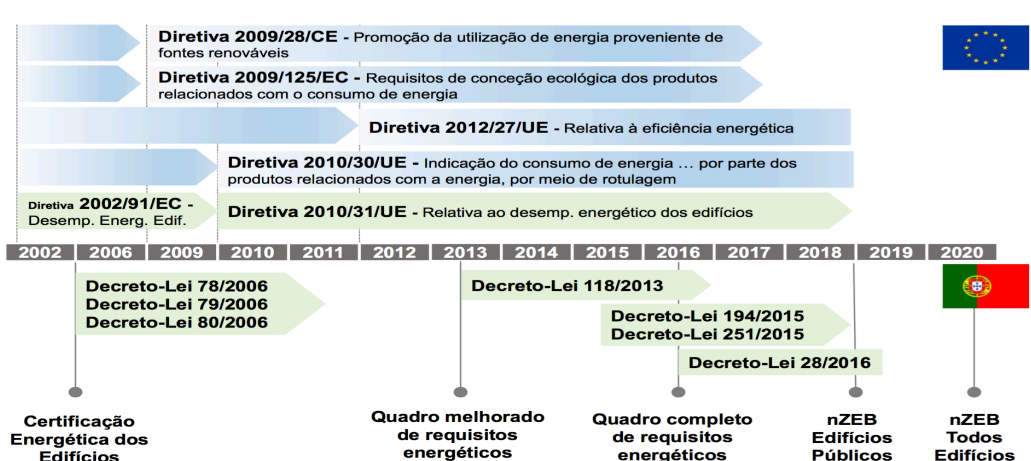 Diretiva 2009/28/CE - Promoção da utilização de energia proveniente de
fontes renováveis
Diretiva 2009/125/EC - Requisitos de conceção ecológica dos produtos
relacionados com o consumo de energia
Diretiva 2012/27/UE - Relativa à eficiência energética
Diretiva 2010/30/UE - Indicação do consumo de energia … por parte dos
produtos relacionados com a energia, por meio de rotulagem
Diretiva 2002/91/EC -
Desemp. Energ. Edif.
Diretiva 2010/31/UE - Relativa ao desemp. energético dos edifícios
2002 2006 2009 2010 2011 2012 2013 2014 2015 2016 2017 2018 2019 2020
Decreto-Lei 78/2006
Decreto-Lei 79/2006
Decreto-Lei 80/2006
Decreto-Lei 118/2013
Decreto-Lei 194/2015
Decreto-Lei 251/2015
Decreto-Lei 28/2016
Certificação
Energética dos
Edifícios
Quadro melhorado
de requisitos
energéticos
Quadro completo
de requisitos
energéticos
nZEB
Edifícios
Públicos
nZEB
Todos
Edifícios